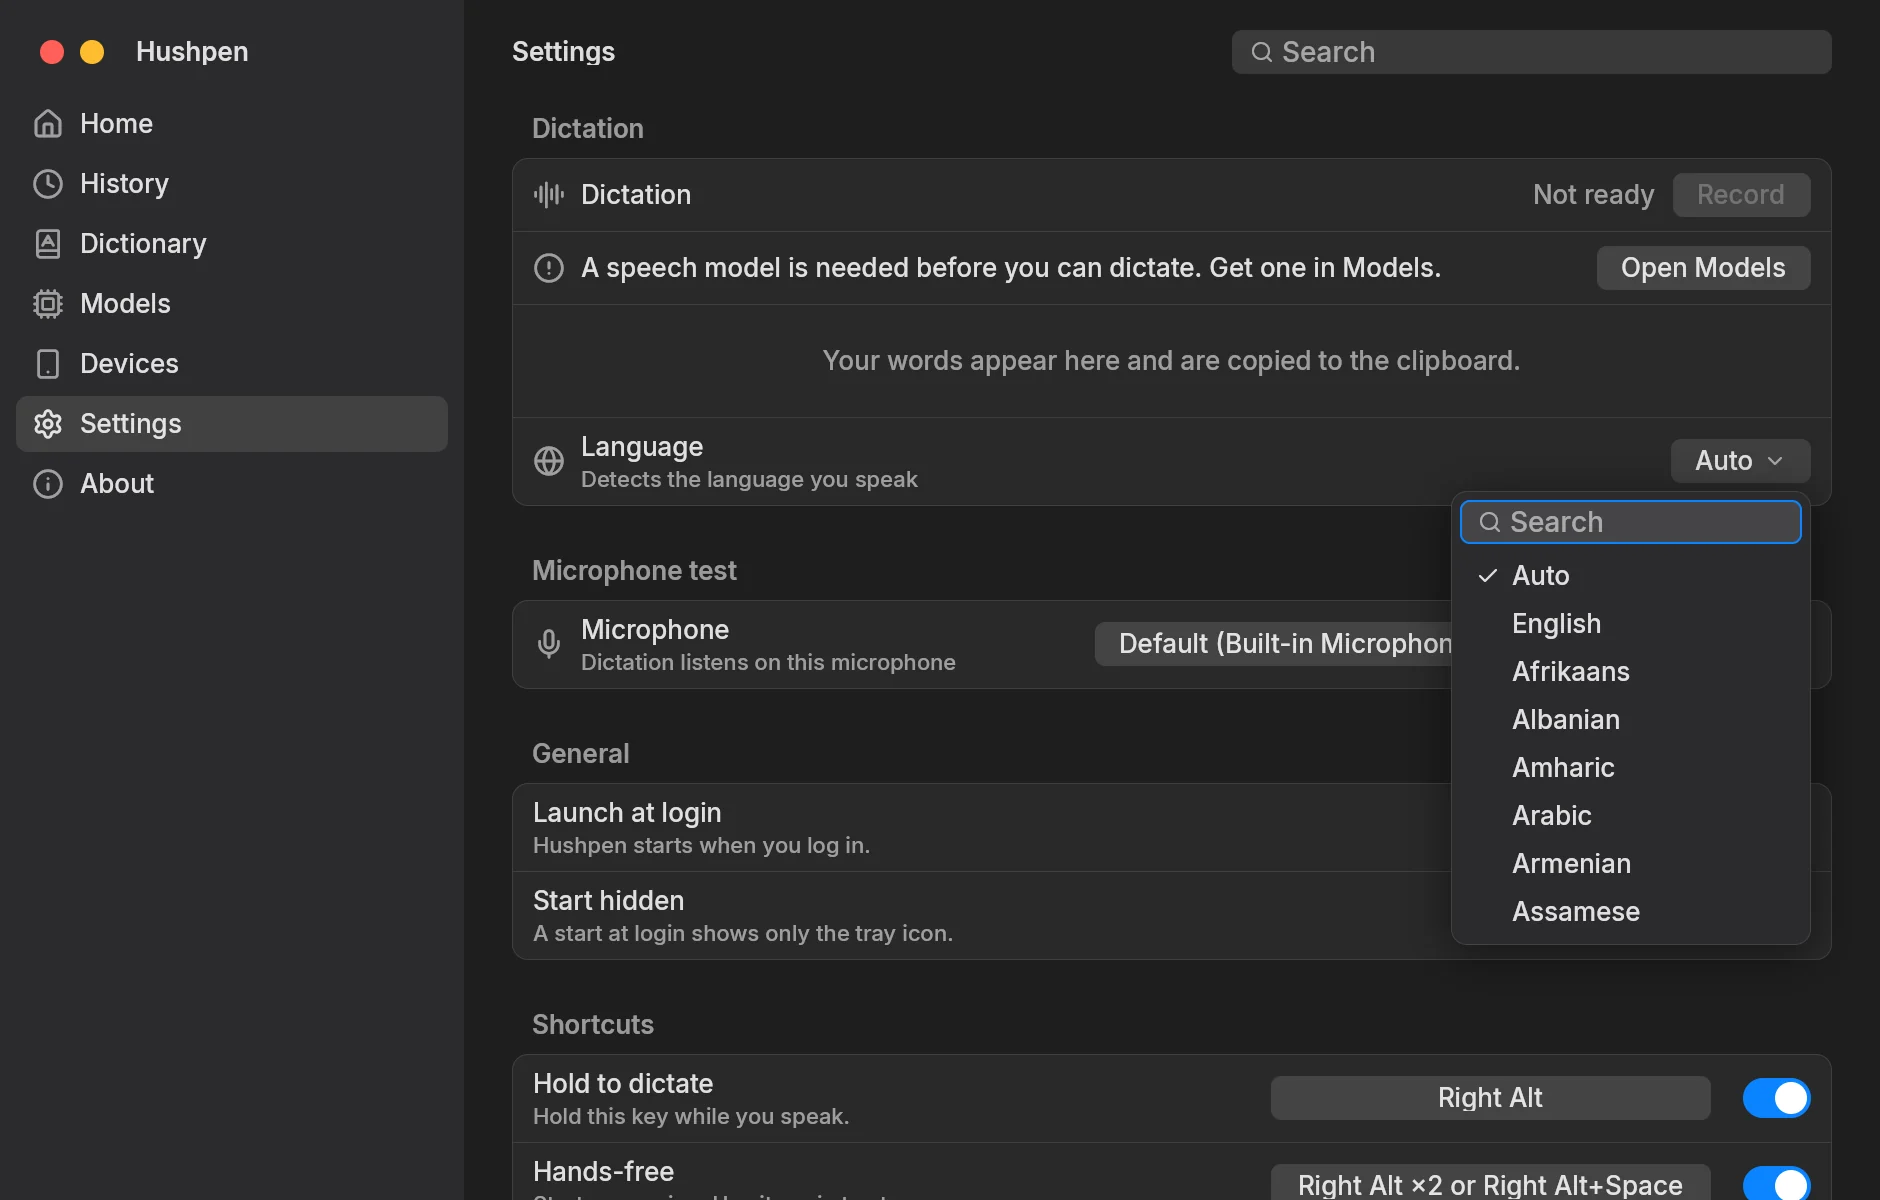 Hushpen
Home
History
Dictionary
Models
Devices
Settings
About
Settings
Search
Dictation
Dictation
Not ready
Record
A speech model is needed before you can dictate. Get one in Models.
Open Models
Your words appear here and are copied to the clipboard.
Language
Detects the language you speak
Auto
Search
Auto
English
Afrikaans
Albanian
Amharic
Arabic
Armenian
Assamese
Microphone test
Microphone
Dictation listens on this microphone
Default (Built-in Microphon
General
Launch at login
Hushpen starts when you log in.
Start hidden
A start at login shows only the tray icon.
Shortcuts
Hold to dictate
Hold this key while you speak.
Right Alt
Hands-free
Right Alt ×2 or Right Alt+Space